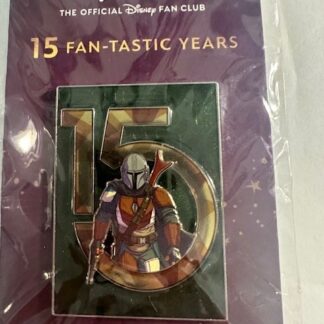 THE OFFICIAL Disney FAN CLUB
15 FAN-TASTIC YEARS
15